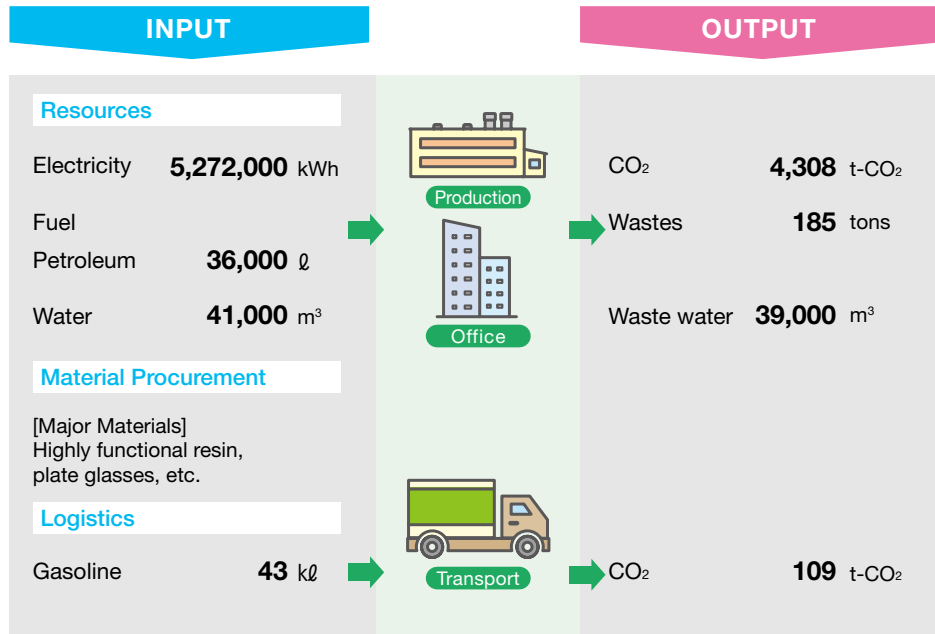 INPUT
OUTPUT
Resources
Electricity 5,272,000 kWh
Fuel
Petroleum 36,000 ℓ
Water 41,000 m³
Material Procurement
[Major Materials]
Highly functional resin,
plate glasses, etc.
Logistics
Gasoline 43 kℓ
Production
Office
Transport
CO₂ 4,308 t-CO₂
Wastes 185 tons
Waste water 39,000 m³
CO₂ 109 t-CO₂